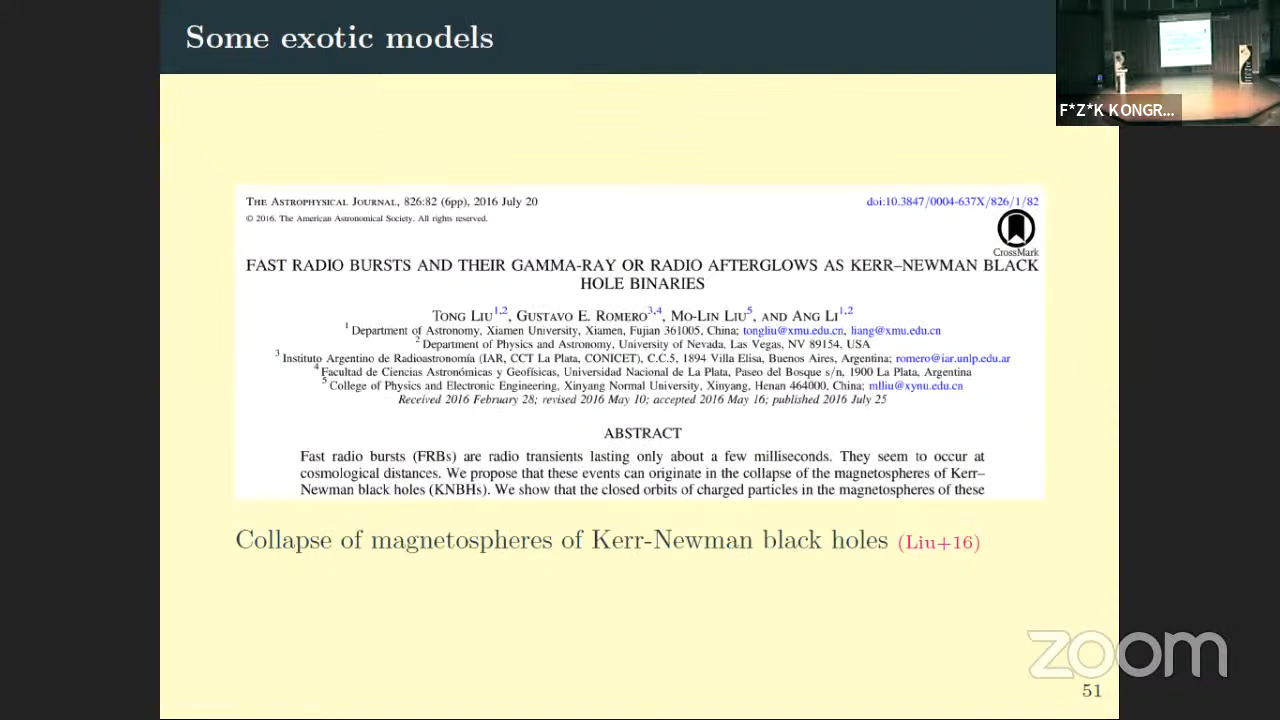 Some exotic models
F*Z*K KONGR...
THE ASTROPHYSICAL JOURNAL, 826:82 (6pp), 2016 July 20
doi:10.3847/0004-637X/826/1/82
© 2016. The American Astronomical Society. All rights reserved.
CrossMark
FAST RADIO BURSTS AND THEIR GAMMA-RAY OR RADIO AFTERGLOWS AS KERR–NEWMAN BLACK
HOLE BINARIES
TONG LIU1,2, GUSTAVO E. ROMERO3,4, MO-LIN LIU5, AND ANG LI1,2
1 Department of Astronomy, Xiamen University, Xiamen, Fujian 361005, China; tongliu@xmu.edu.cn, liang@xmu.edu.cn
2 Department of Physics and Astronomy, University of Nevada, Las Vegas, NV 89154, USA
3 Instituto Argentino de Radioastronomía (IAR, CCT La Plata, CONICET), C.C.5, 1894 Villa Elisa, Buenos Aires, Argentina; romero@iar.unlp.edu.ar
4 Facultad de Ciencias Astronómicas y Geofísicas, Universidad Nacional de La Plata, Paseo del Bosque s/n, 1900 La Plata, Argentina
5 College of Physics and Electronic Engineering, Xinyang Normal University, Xinyang, Henan 464000, China; mlliu@xynu.edu.cn
Received 2016 February 28; revised 2016 May 10; accepted 2016 May 16; published 2016 July 25
ABSTRACT
Fast radio bursts (FRBs) are radio transients lasting only about a few milliseconds. They seem to occur at
cosmological distances. We propose that these events can originate in the collapse of the magnetospheres of Kerr–
Newman black holes (KNBHs). We show that the closed orbits of charged particles in the magnetospheres of these
Collapse of magnetospheres of Kerr-Newman black holes (Liu+16)
zoom
51